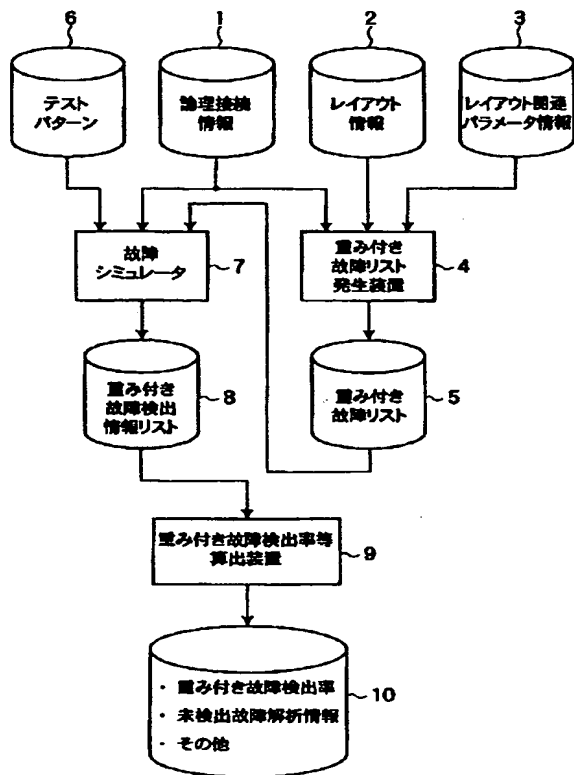 6
1
2
3
テスト
パターン
論理接続
情報
レイアウト
情報
レイアウト関連
パラメータ情報
故障
シミュレータ
7
重み付き
故障リスト
発生装置
4
重み付き
故障検出
情報リスト
8
重み付き
故障リスト
5
重み付き故障検出率等
算出装置
9
・ 重み付き故障検出率
・ 未検出故障解析情報
・ その他
10